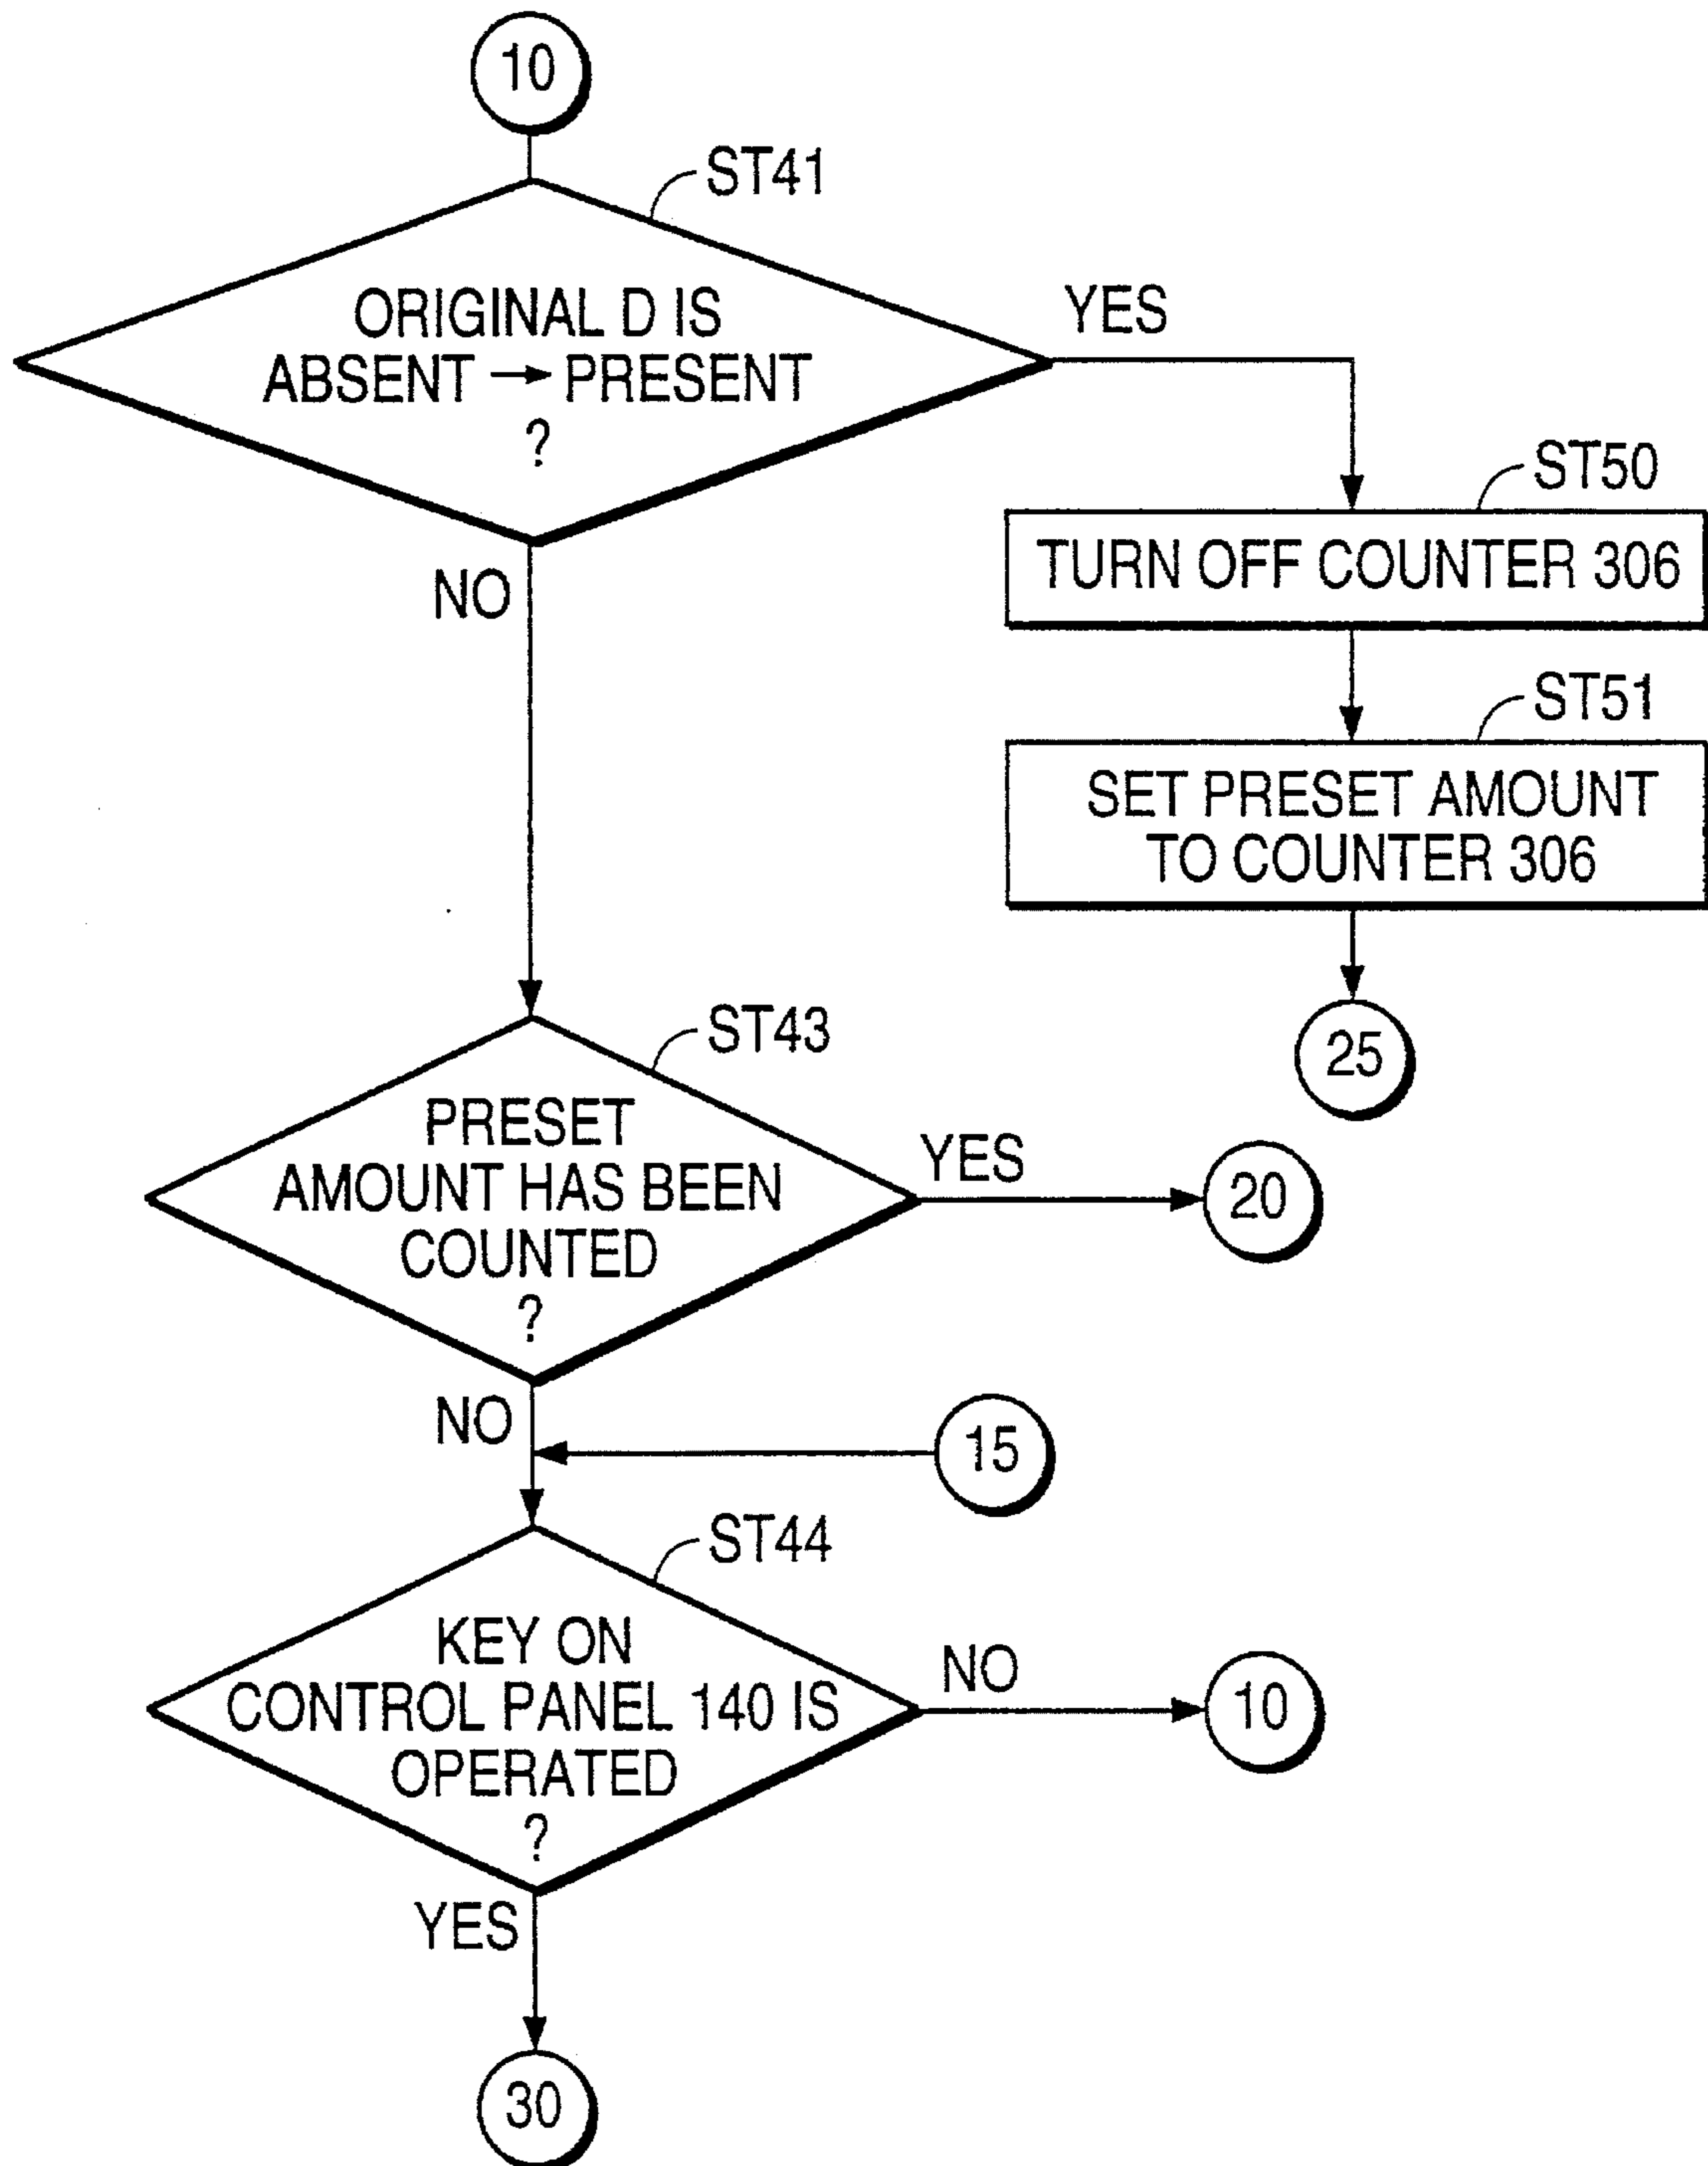 10
ST41
ORIGINAL D IS
ABSENT → PRESENT
?
YES
NO
ST50
TURN OFF COUNTER 306
ST51
SET PRESET AMOUNT
TO COUNTER 306
25
ST43
PRESET
AMOUNT HAS BEEN
COUNTED
?
YES
20
NO
15
ST44
KEY ON
CONTROL PANEL 140 IS
OPERATED
?
NO
10
YES
30